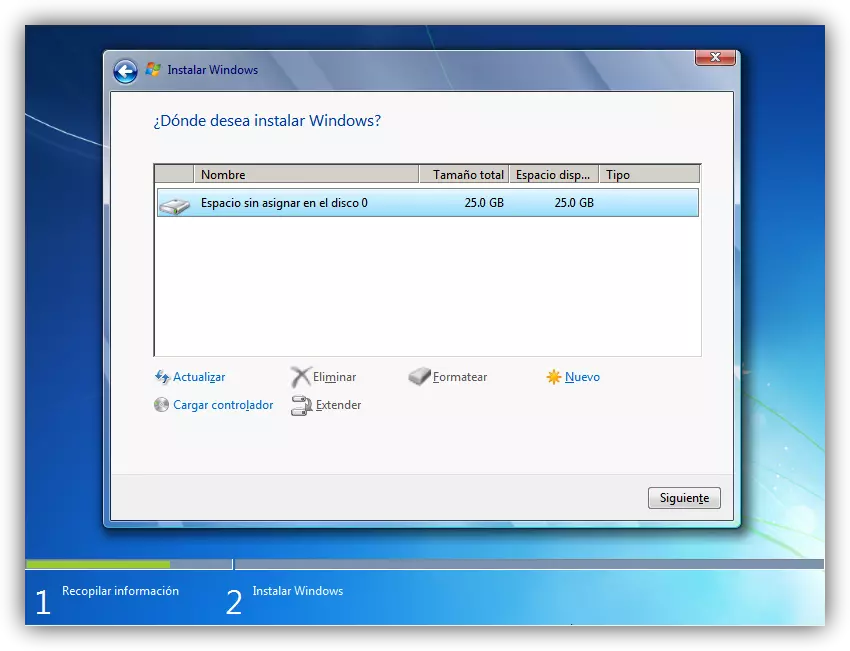 Instalar Windows
¿Dónde desea instalar Windows?
Nombre Tamaño total Espacio disp... Tipo
Espacio sin asignar en el disco 0 25.0 GB 25.0 GB
Actualizar Eliminar Formatear Nuevo
Cargar controlador Extender
Siguiente
1 Recopilar información 2 Instalar Windows